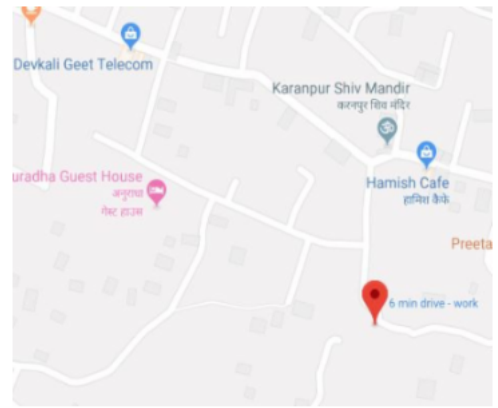 Devkali Geet Telecom
Karanpur Shiv Mandir
करनपुर शिव मंदिर
uradha Guest House
अनुराधा
गेस्ट हाउस
Hamish Cafe
हामिश कैफे
Preeta
6 min drive - work